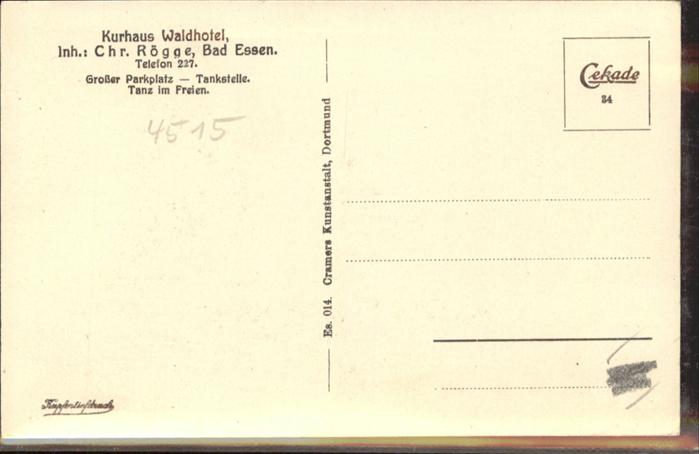 Kurhaus Waldhotel,
Inh.: Chr. Rögge, Bad Essen.
Telefon 227.
Großer Parkplatz — Tankstelle.
Tanz im Freien.
4515
Es. 014. Cramers Kunstanstalt, Dortmund
Cekade
34
Kupfertiefdruck